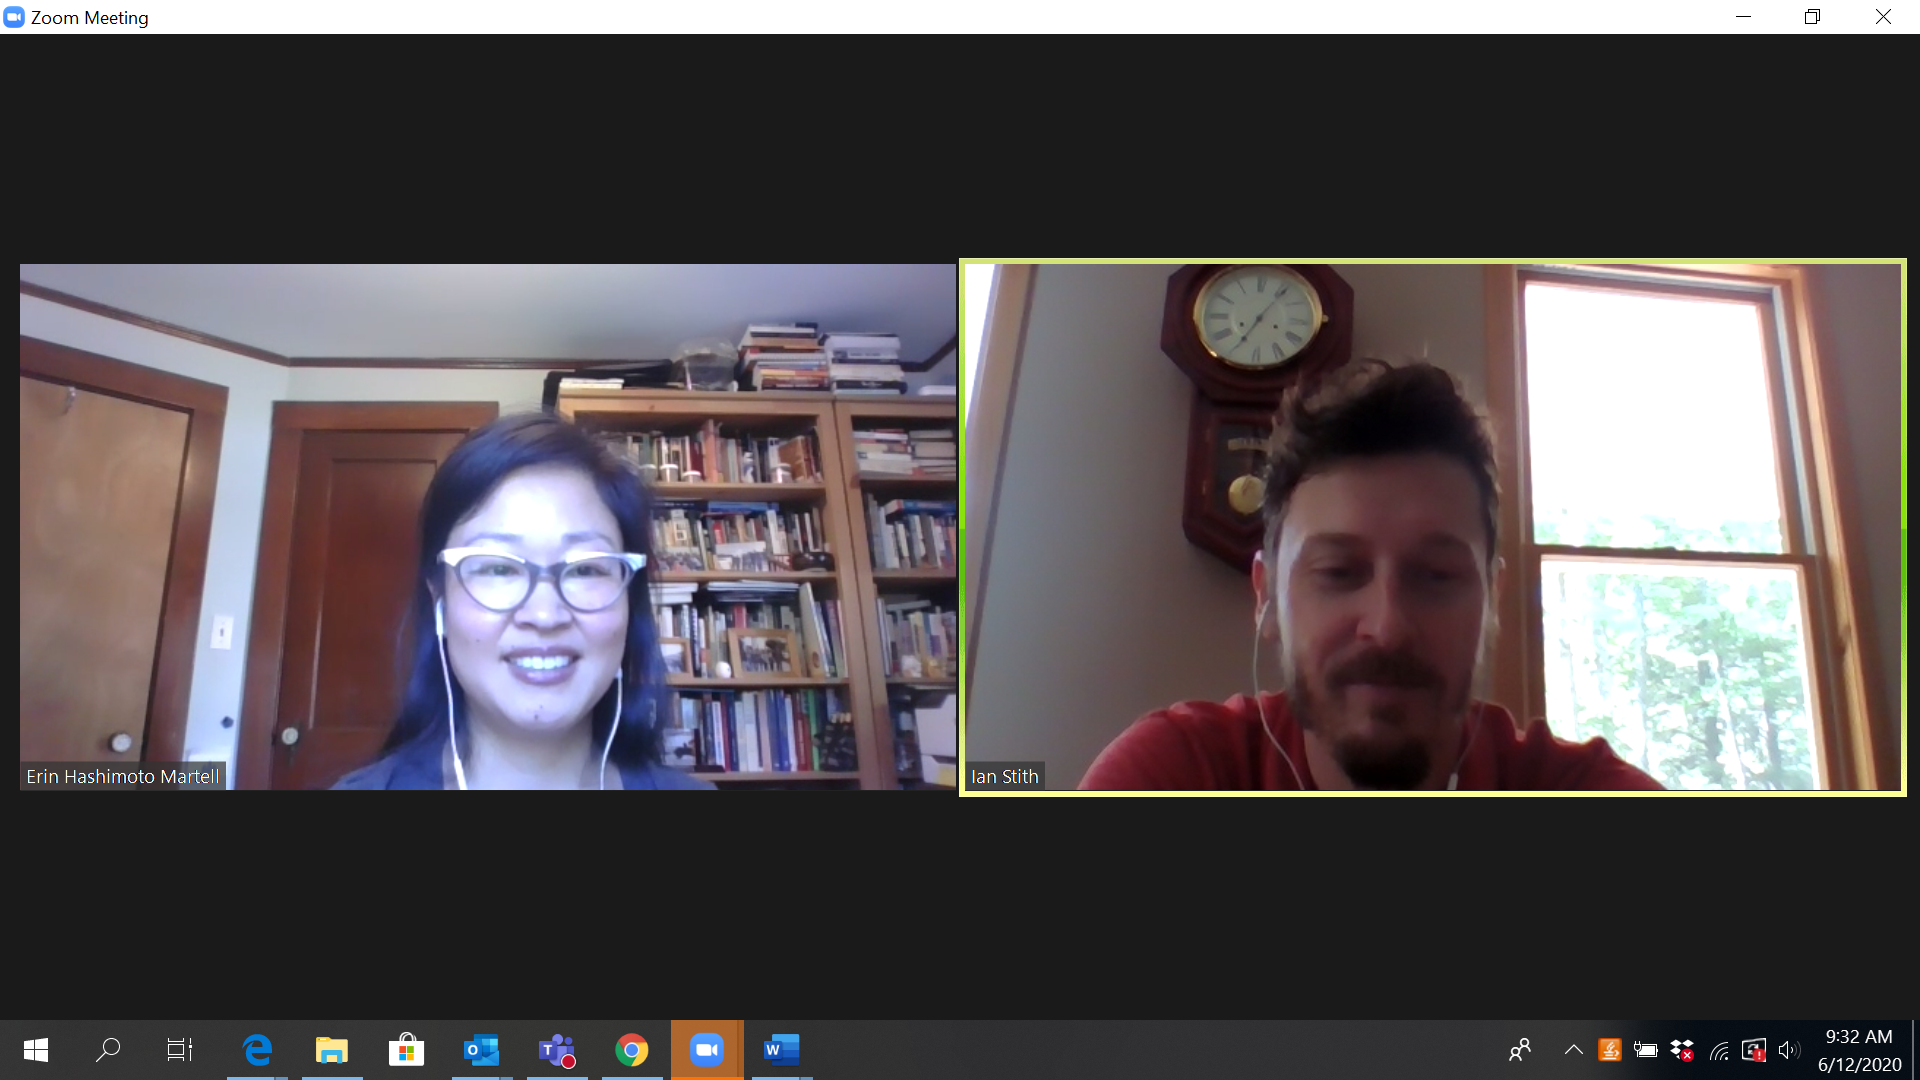 Zoom Meeting
Erin Hashimoto Martell
Ian Stith
9:32 AM
6/12/2020